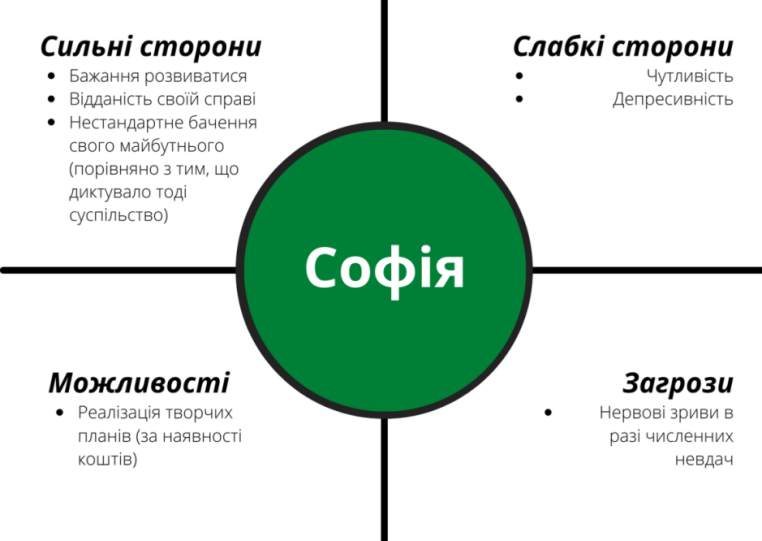 Сильні сторони
• Бажання розвиватися
• Відданість своїй справі
• Нестандартне бачення
свого майбутнього
(порівняно з тим, що
диктувало тоді
суспільство)
Слабкі сторони
• Чутливість
• Депресивність
Софія
Можливості
• Реалізація творчих
планів (за наявності
коштів)
Загрози
• Нервові зриви в
разі численних
невдач